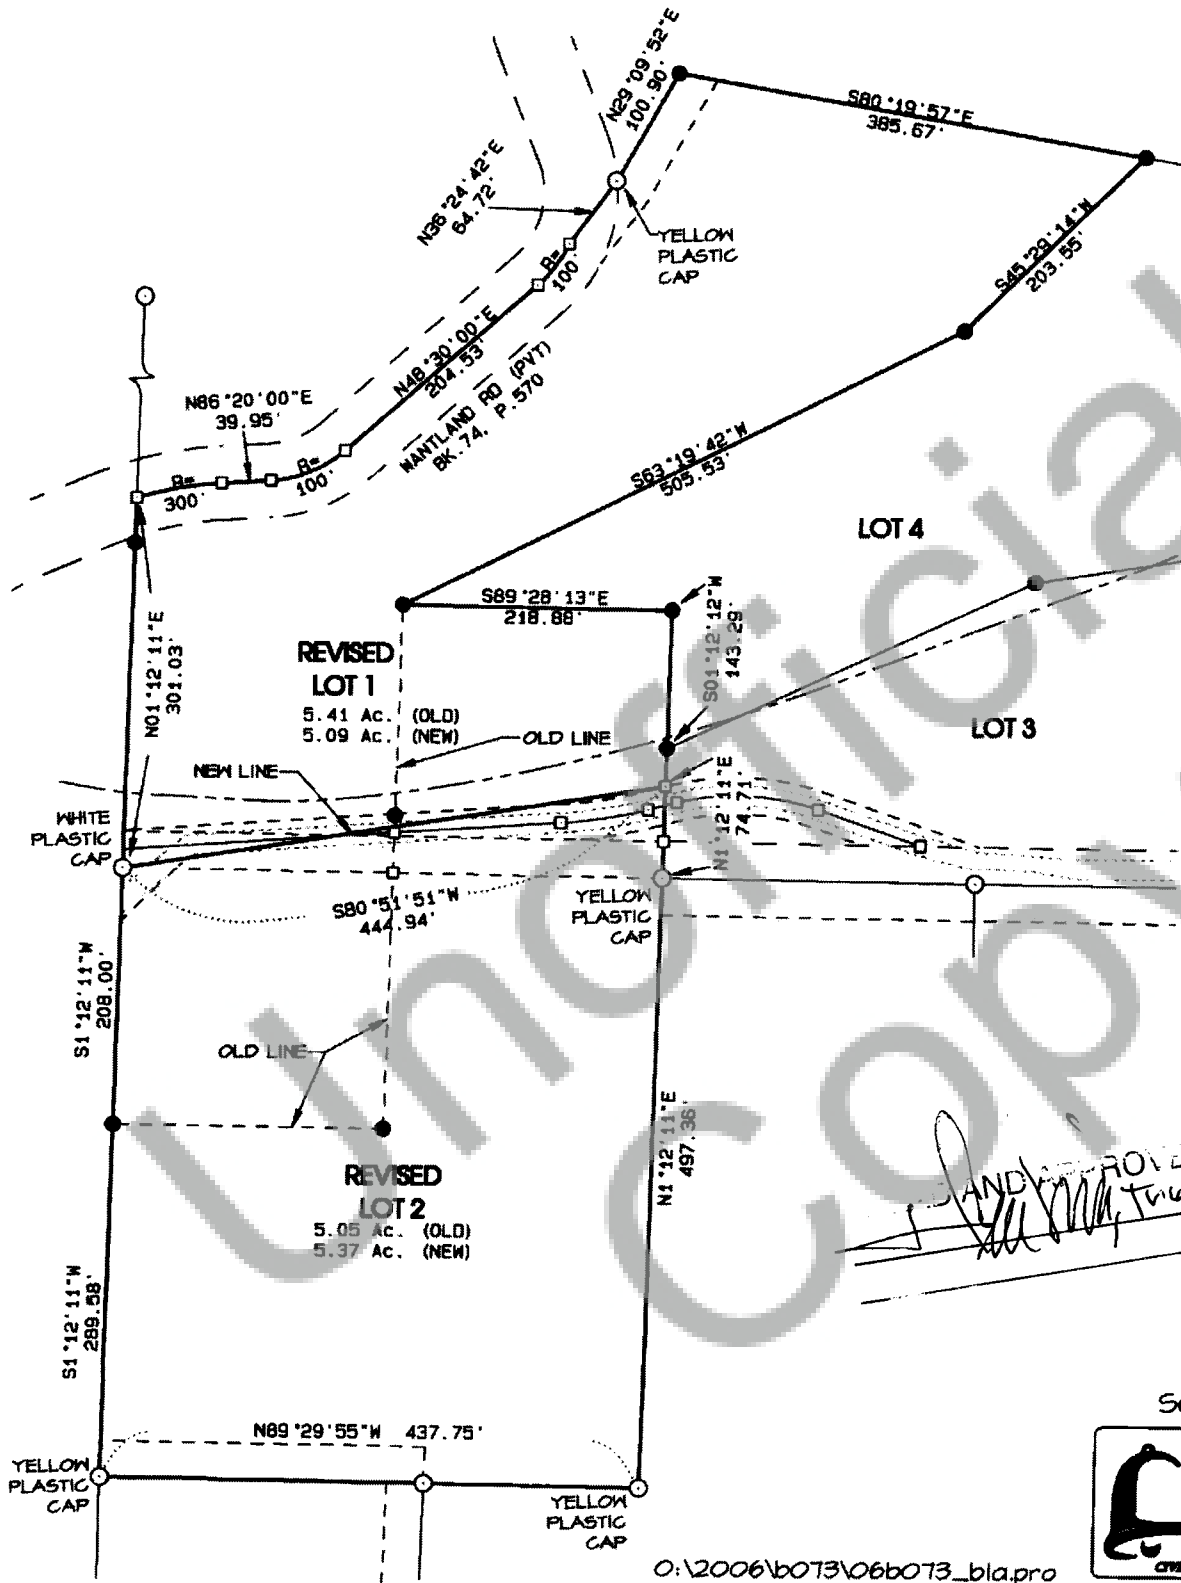 N29°09'52"E
100.90'
S80°19'57"E
385.67'
N36°24'42"E
64.72'
YELLOW
PLASTIC
CAP
S45°29'14"W
203.55'
R=
100'
N48°30'00"E
204.53'
WANTLAND RD (PVT)
BK.74, P.570
N86°20'00"E
39.95'
R=
300'
R=
100'
S63°19'42"W
505.53'
LOT 4
S89°28'13"E
218.88'
S01°12'12"W
143.29'
REVISED
LOT 1
5.41 Ac. (OLD)
5.09 Ac. (NEW)
N01°12'11"E
301.03'
OLD LINE
LOT 3
NEW LINE
N1°12'11"E
74.71'
WHITE
PLASTIC
CAP
S80°51'51"W
444.94'
YELLOW
PLASTIC
CAP
S1°12'11"W
208.00'
OLD LINE
N1°12'11"E
497.36'
REVISED
LOT 2
5.05 Ac. (OLD)
5.37 Ac. (NEW)
AND
S1°12'11"W
289.58'
N89°29'55"W 437.75'
YELLOW
PLASTIC
CAP
YELLOW
PLASTIC
CAP
O:\2006\b073\06b073_bla.pro
Unofficial
Cop